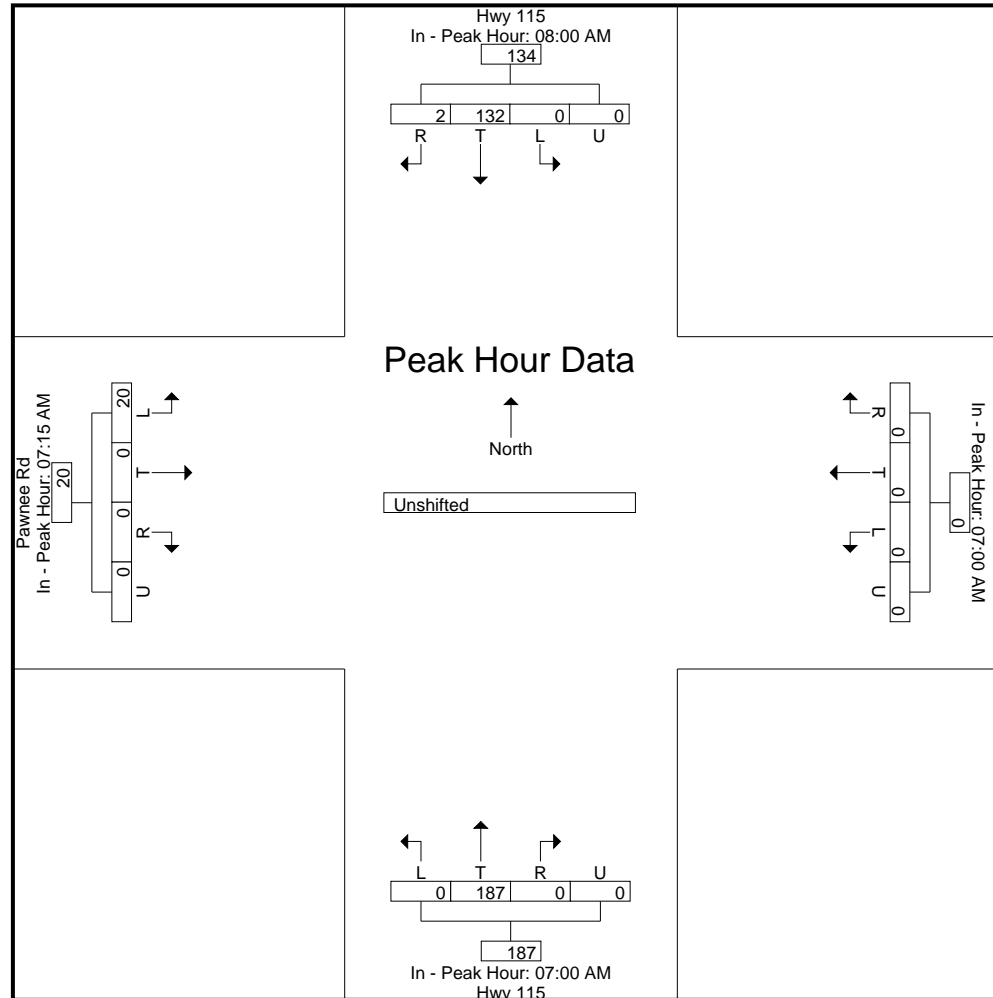 Hwy 115
In - Peak Hour: 08:00 AM
134
2 132 0 0
R T L U
Peak Hour Data
North
Unshifted
Pawnee Rd
In - Peak Hour: 07:15 AM
20
20 0 0 0
L T R U
In - Peak Hour: 07:00 AM
0
0 0 0 0
R T L U
L T R U
0 187 0 0
187
In - Peak Hour: 07:00 AM
Hwy 115